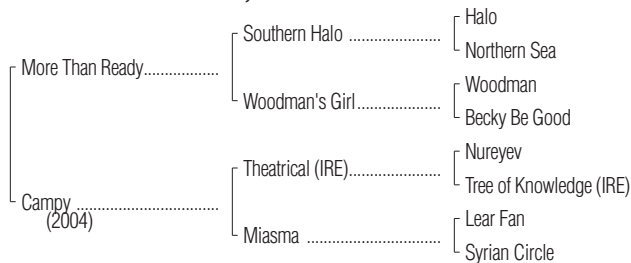 Halo
Southern Halo ......................
Northern Sea
More Than Ready..................
Woodman
Woodman's Girl....................
Becky Be Good
Nureyev
Theatrical (IRE)......................
Tree of Knowledge (IRE)
Campy ............................
(2004)
Lear Fan
Miasma ................................
Syrian Circle